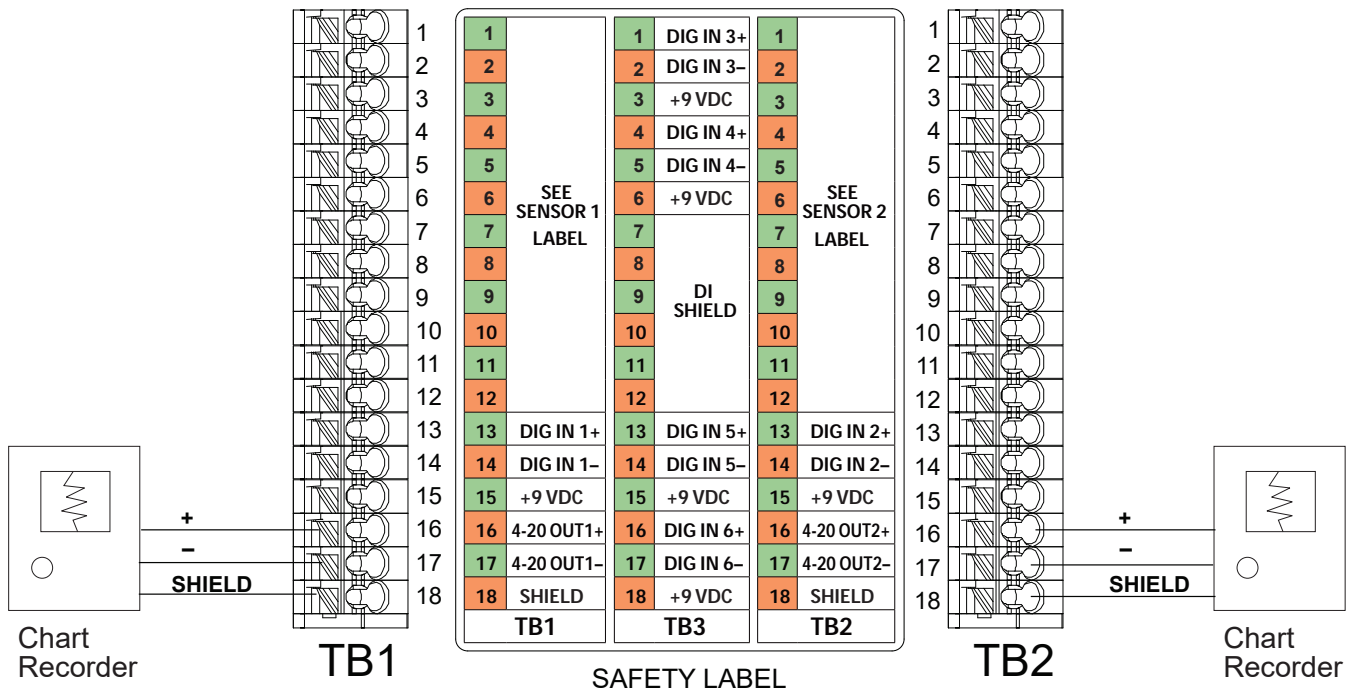 1
2
3
4
5
6
7
8
9
10
11
12
13
14
15
16
17
18
TB1
+
−
SHIELD
Chart
Recorder
1
2
3
4
5
6
7
8
9
10
11
12
SEE
SENSOR 1
LABEL
13 DIG IN 1+
14 DIG IN 1−
15 +9 VDC
16 4-20 OUT1+
17 4-20 OUT1−
18 SHIELD
TB1
1 DIG IN 3+
2 DIG IN 3−
3 +9 VDC
4 DIG IN 4+
5 DIG IN 4−
6 +9 VDC
7
8
9
10
11
12
DI
SHIELD
13 DIG IN 5+
14 DIG IN 5−
15 +9 VDC
16 DIG IN 6+
17 DIG IN 6−
18 +9 VDC
TB3
1
2
3
4
5
6
7
8
9
10
11
12
SEE
SENSOR 2
LABEL
13 DIG IN 2+
14 DIG IN 2−
15 +9 VDC
16 4-20 OUT2+
17 4-20 OUT2−
18 SHIELD
TB2
SAFETY LABEL
1
2
3
4
5
6
7
8
9
10
11
12
13
14
15
16
17
18
TB2
+
−
SHIELD
Chart
Recorder